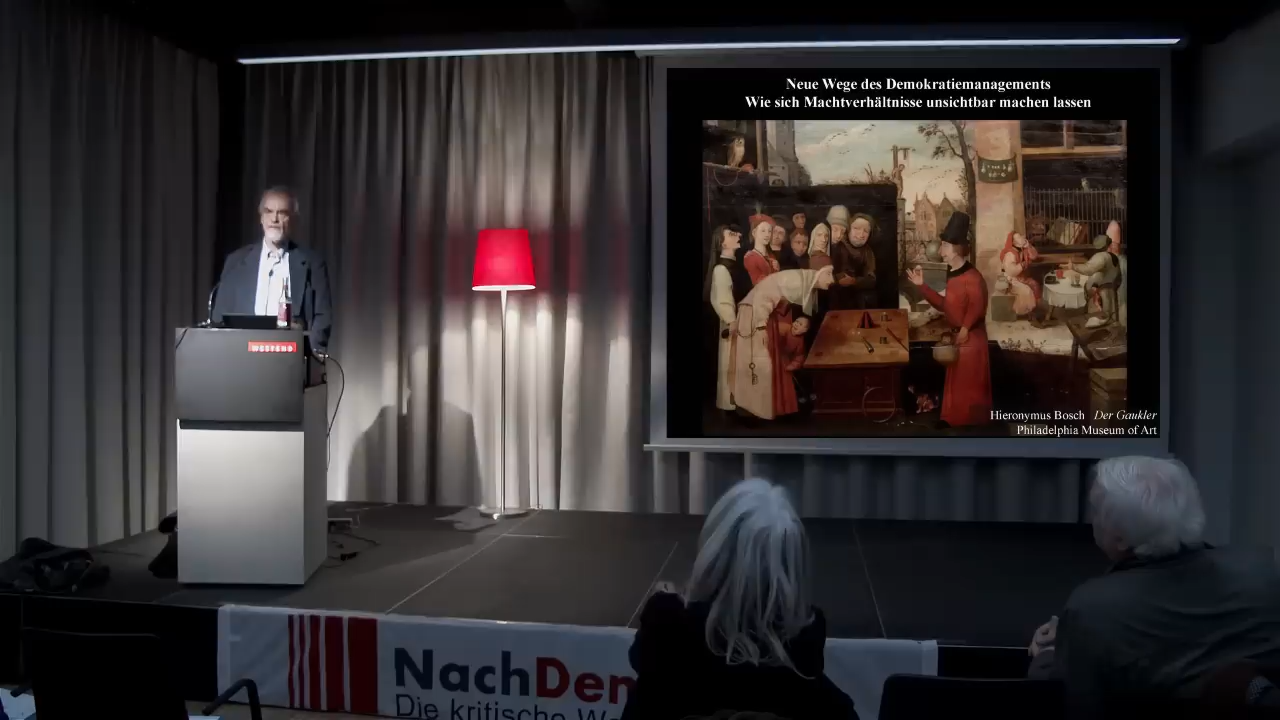 Neue Wege des Demokratiemanagements
Wie sich Machtverhältnisse unsichtbar machen lassen
Hieronymus Bosch Der Gaukler
Philadelphia Museum of Art
WESTEND
NachDen
Die kritische We